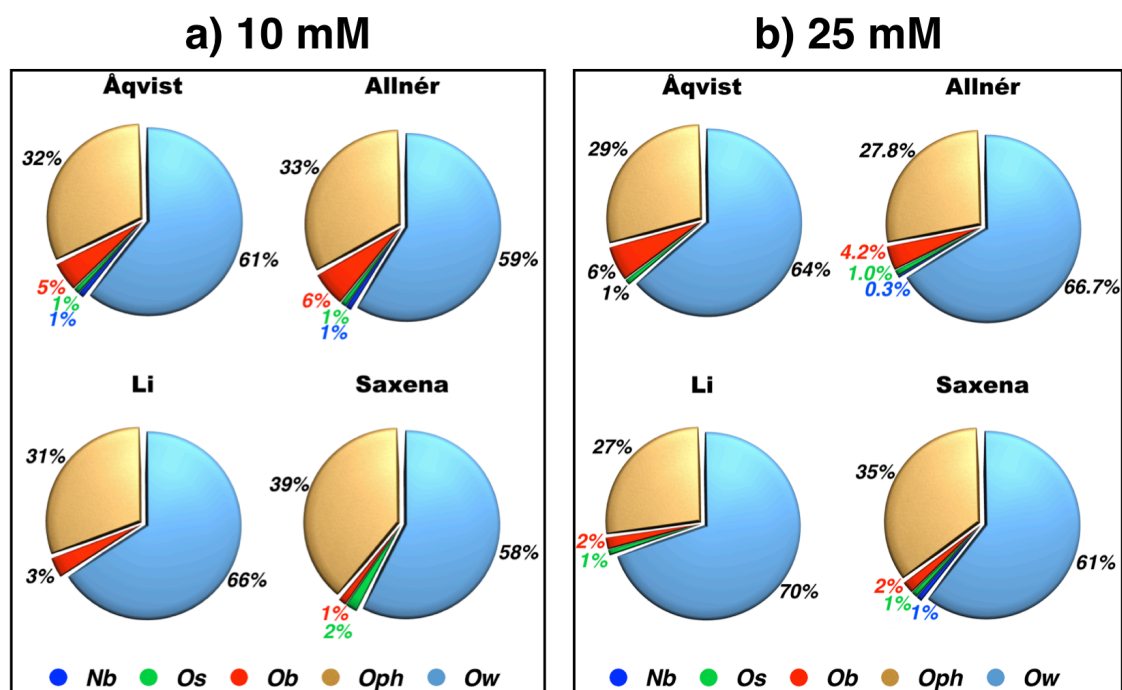 a) 10 mM
Åqvist
Allnér
32%
61%
5%
1%
1%
33%
59%
6%
1%
1%
Li
Saxena
31%
66%
3%
39%
58%
1%
2%
Nb Os Ob Oph Ow
b) 25 mM
Åqvist
Allnér
29%
64%
6%
1%
27.8%
66.7%
4.2%
1.0%
0.3%
Li
Saxena
27%
70%
2%
1%
35%
61%
2%
1%
1%
Nb Os Ob Oph Ow